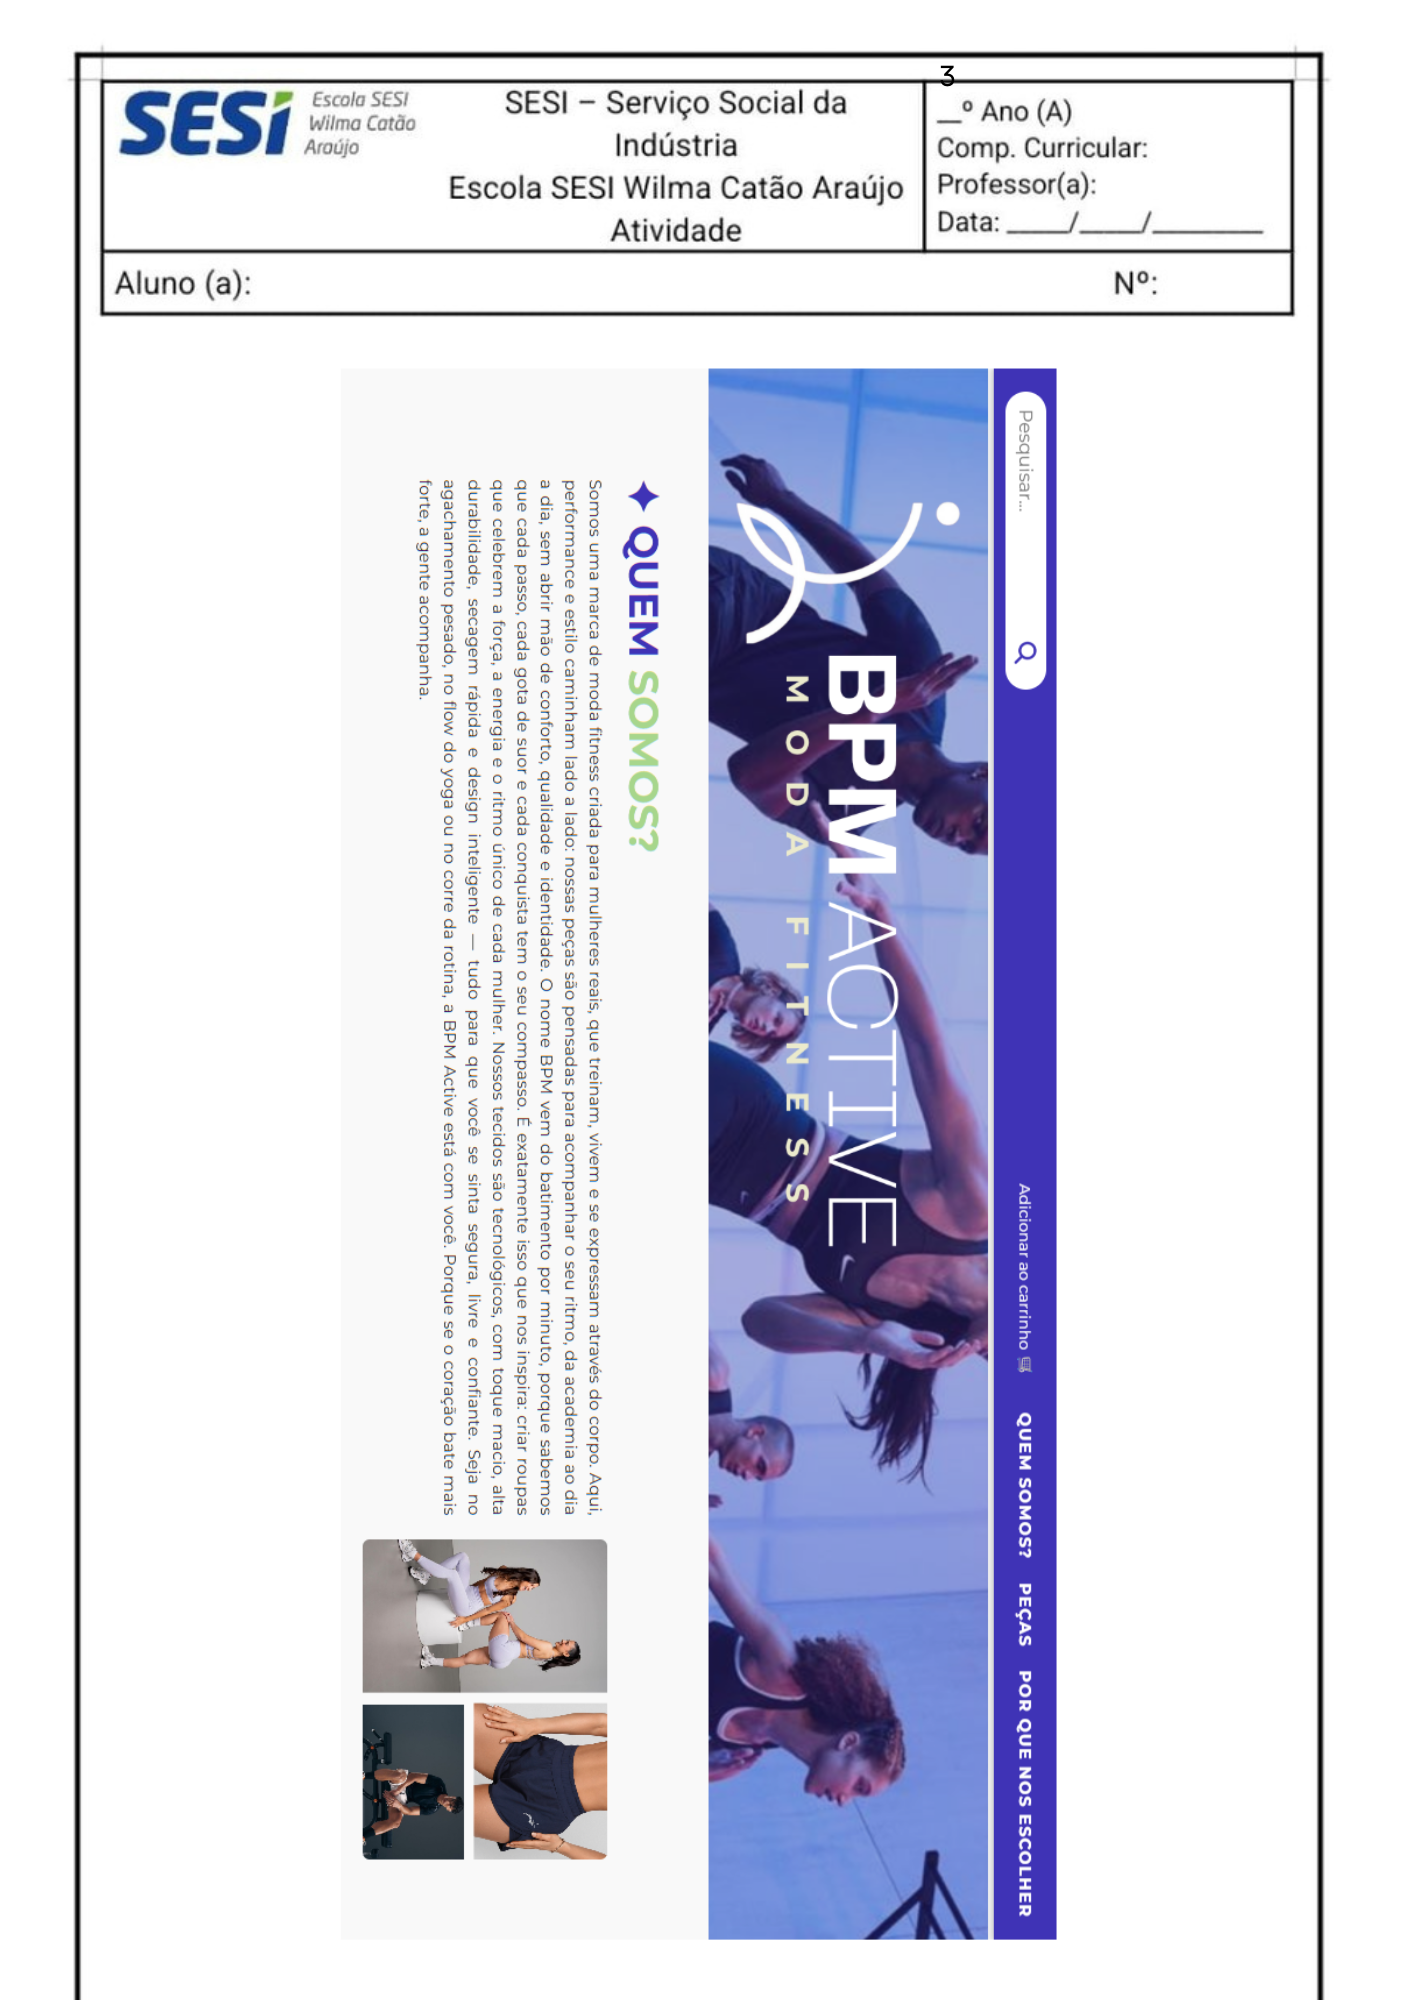 3
SESI
Escola SESI
Wilma Catão
Araújo
SESI – Serviço Social da
Indústria
Escola SESI Wilma Catão Araújo
Atividade
__º Ano (A)
Comp. Curricular:
Professor(a):
Data: _____/_____/_________
Aluno (a):
Nº:
Pesquisar...
Adicionar ao carrinho
QUEM SOMOS?
PEÇAS
POR QUE NOS ESCOLHER
BPM ACTIVE
MODA FITNESS
QUEM SOMOS?
Somos uma marca de moda fitness criada para mulheres reais, que treinam, vivem e se expressam através do corpo. Aqui,
performance e estilo caminham lado a lado: nossas peças são pensadas para acompanhar o seu ritmo, da academia ao dia
a dia, sem abrir mão de conforto, qualidade e identidade. O nome BPM vem do batimento por minuto, porque sabemos
que cada passo, cada gota de suor e cada conquista tem o seu compasso. É exatamente isso que nos inspira: criar roupas
que celebrem a força, a energia e o ritmo único de cada mulher. Nossos tecidos são tecnológicos, com toque macio, alta
durabilidade, secagem rápida e design inteligente — tudo para que você se sinta segura, livre e confiante. Seja no
agachamento pesado, no flow do yoga ou no corre da rotina, a BPM Active está com você. Porque se o coração bate mais
forte, a gente acompanha.